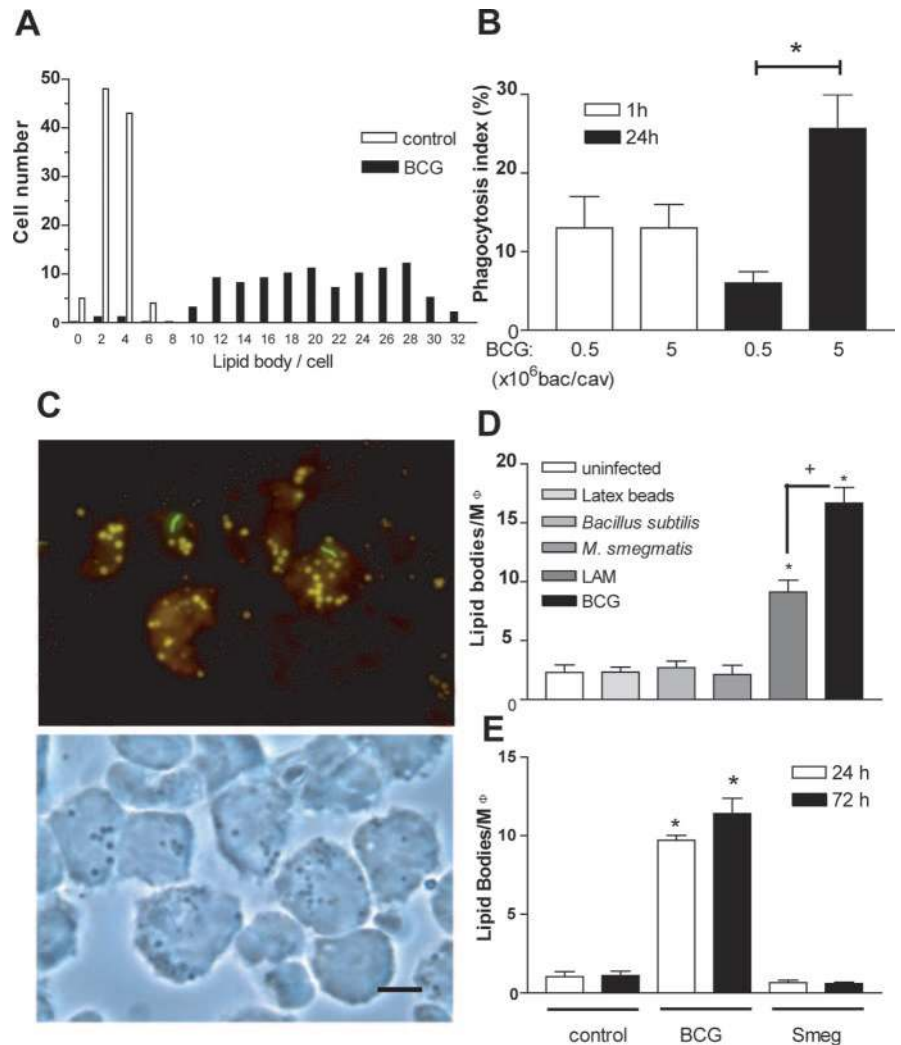 A
50
40
30
20
10
0
Cell number
control
BCG
0 2 4 6 8 10 12 14 16 18 20 22 24 26 28 30 32
Lipid body / cell
B
*
30
20
10
0
Phagocytosis index (%)
1h
24h
BCG: 0.5 5 0.5 5
(x10⁶bac/cav)
C
D
20
15
10
5
0
Lipid bodies/M Φ
uninfected
Latex beads
Bacillus subtilis
M. smegmatis
LAM
BCG
+
*
*
E
15
10
5
0
Lipid Bodies/M Φ
24 h
72 h
*
*
control BCG Smeg